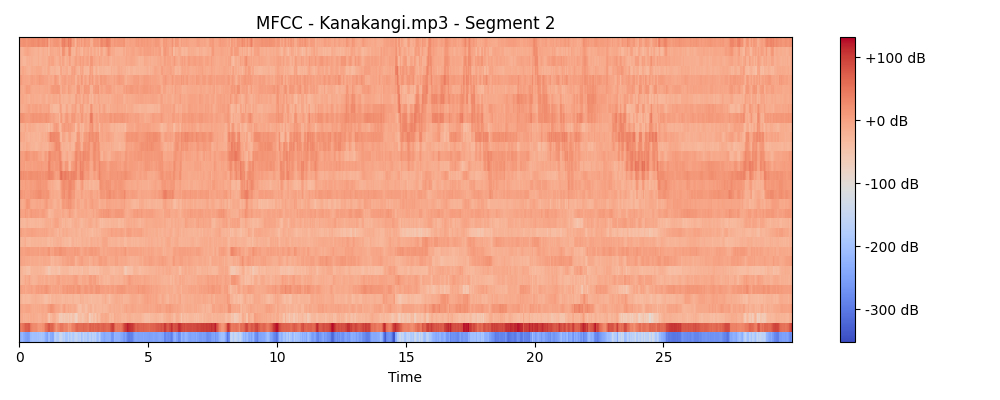 MFCC - Kanakangi.mp3 - Segment 2
+100 dB
+0 dB
-100 dB
-200 dB
-300 dB
0 5 10 15 20 25
Time